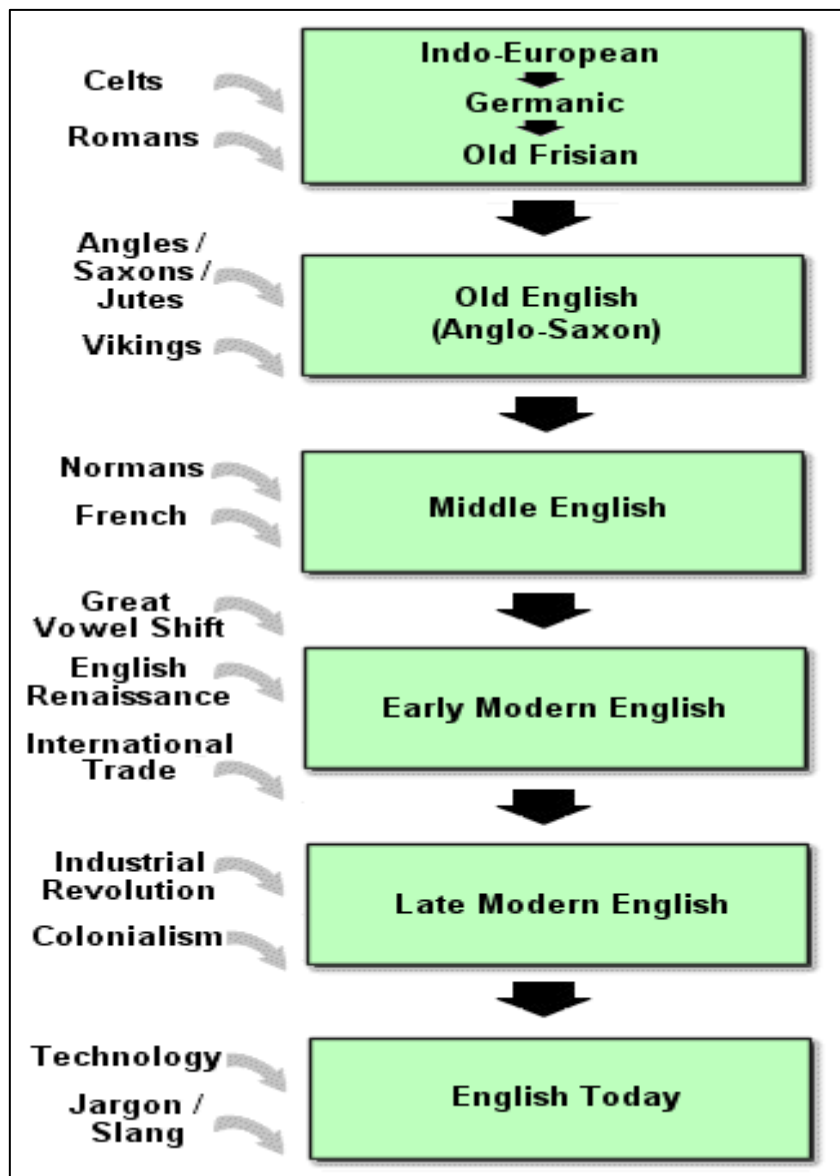 Indo-European
Celts
Germanic
Romans
Old Frisian
Angles /
Saxons /
Jutes
Old English
(Anglo-Saxon)
Vikings
Normans
French
Middle English
Great
Vowel Shift
English
Renaissance
Early Modern English
International
Trade
Industrial
Revolution
Late Modern English
Colonialism
Technology
Jargon /
Slang
English Today